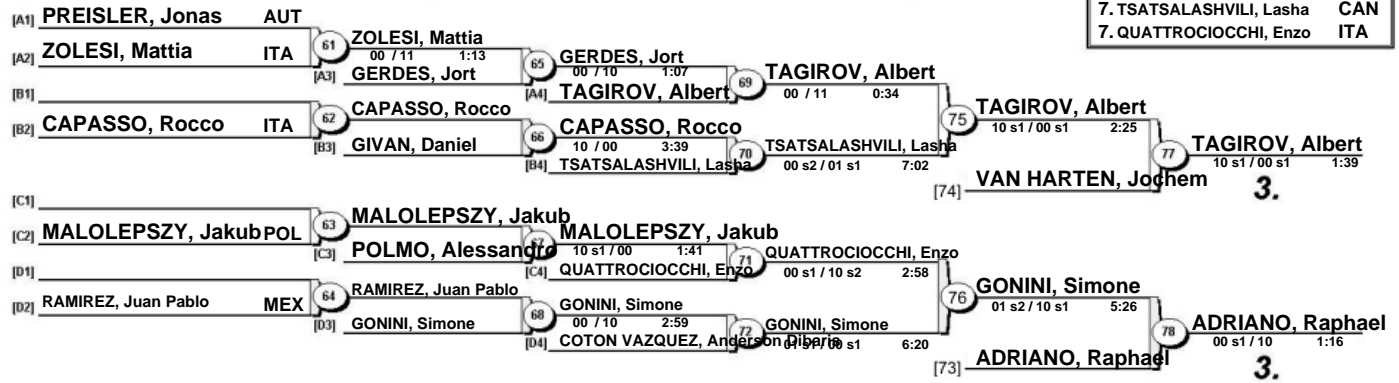 7. TSATSALASHVILI, Lasha CAN
7. QUATTROCIOCCHI, Enzo ITA
[A1] PREISLER, Jonas AUT
[A2] ZOLESI, Mattia ITA
61
ZOLESI, Mattia
00 / 11 1:13
[A3] GERDES, Jort
65
GERDES, Jort
00 / 10 1:07
[A4] TAGIROV, Albert
69
TAGIROV, Albert
00 / 11 0:34
[B1]
[B2] CAPASSO, Rocco ITA
62
CAPASSO, Rocco
[B3] GIVAN, Daniel
66
CAPASSO, Rocco
10 / 00 3:39
[B4] TSATSALASHVILI, Lasha
70
TSATSALASHVILI, Lasha
00 s2 / 01 s1 7:02
75
TAGIROV, Albert
10 s1 / 00 s1 2:25
[74] VAN HARTEN, Jochem
77
TAGIROV, Albert
10 s1 / 00 s1 1:39
3.
[C1]
[C2] MALOLEPSZY, Jakub POL
63
MALOLEPSZY, Jakub
[C3] POLMO, Alessandro
67
MALOLEPSZY, Jakub
10 s1 / 00 1:41
[C4] QUATTROCIOCCHI, Enzo
71
QUATTROCIOCCHI, Enzo
00 s1 / 10 s2 2:58
[D1]
[D2] RAMIREZ, Juan Pablo MEX
64
RAMIREZ, Juan Pablo
[D3] GONINI, Simone
68
GONINI, Simone
00 / 10 2:59
[D4] COTON VAZQUEZ, Anderson Dibaris
72
GONINI, Simone
01 s1 / 00 s1 6:20
76
GONINI, Simone
01 s2 / 10 s1 5:26
[73] ADRIANO, Raphael
78
ADRIANO, Raphael
00 s1 / 10 1:16
3.